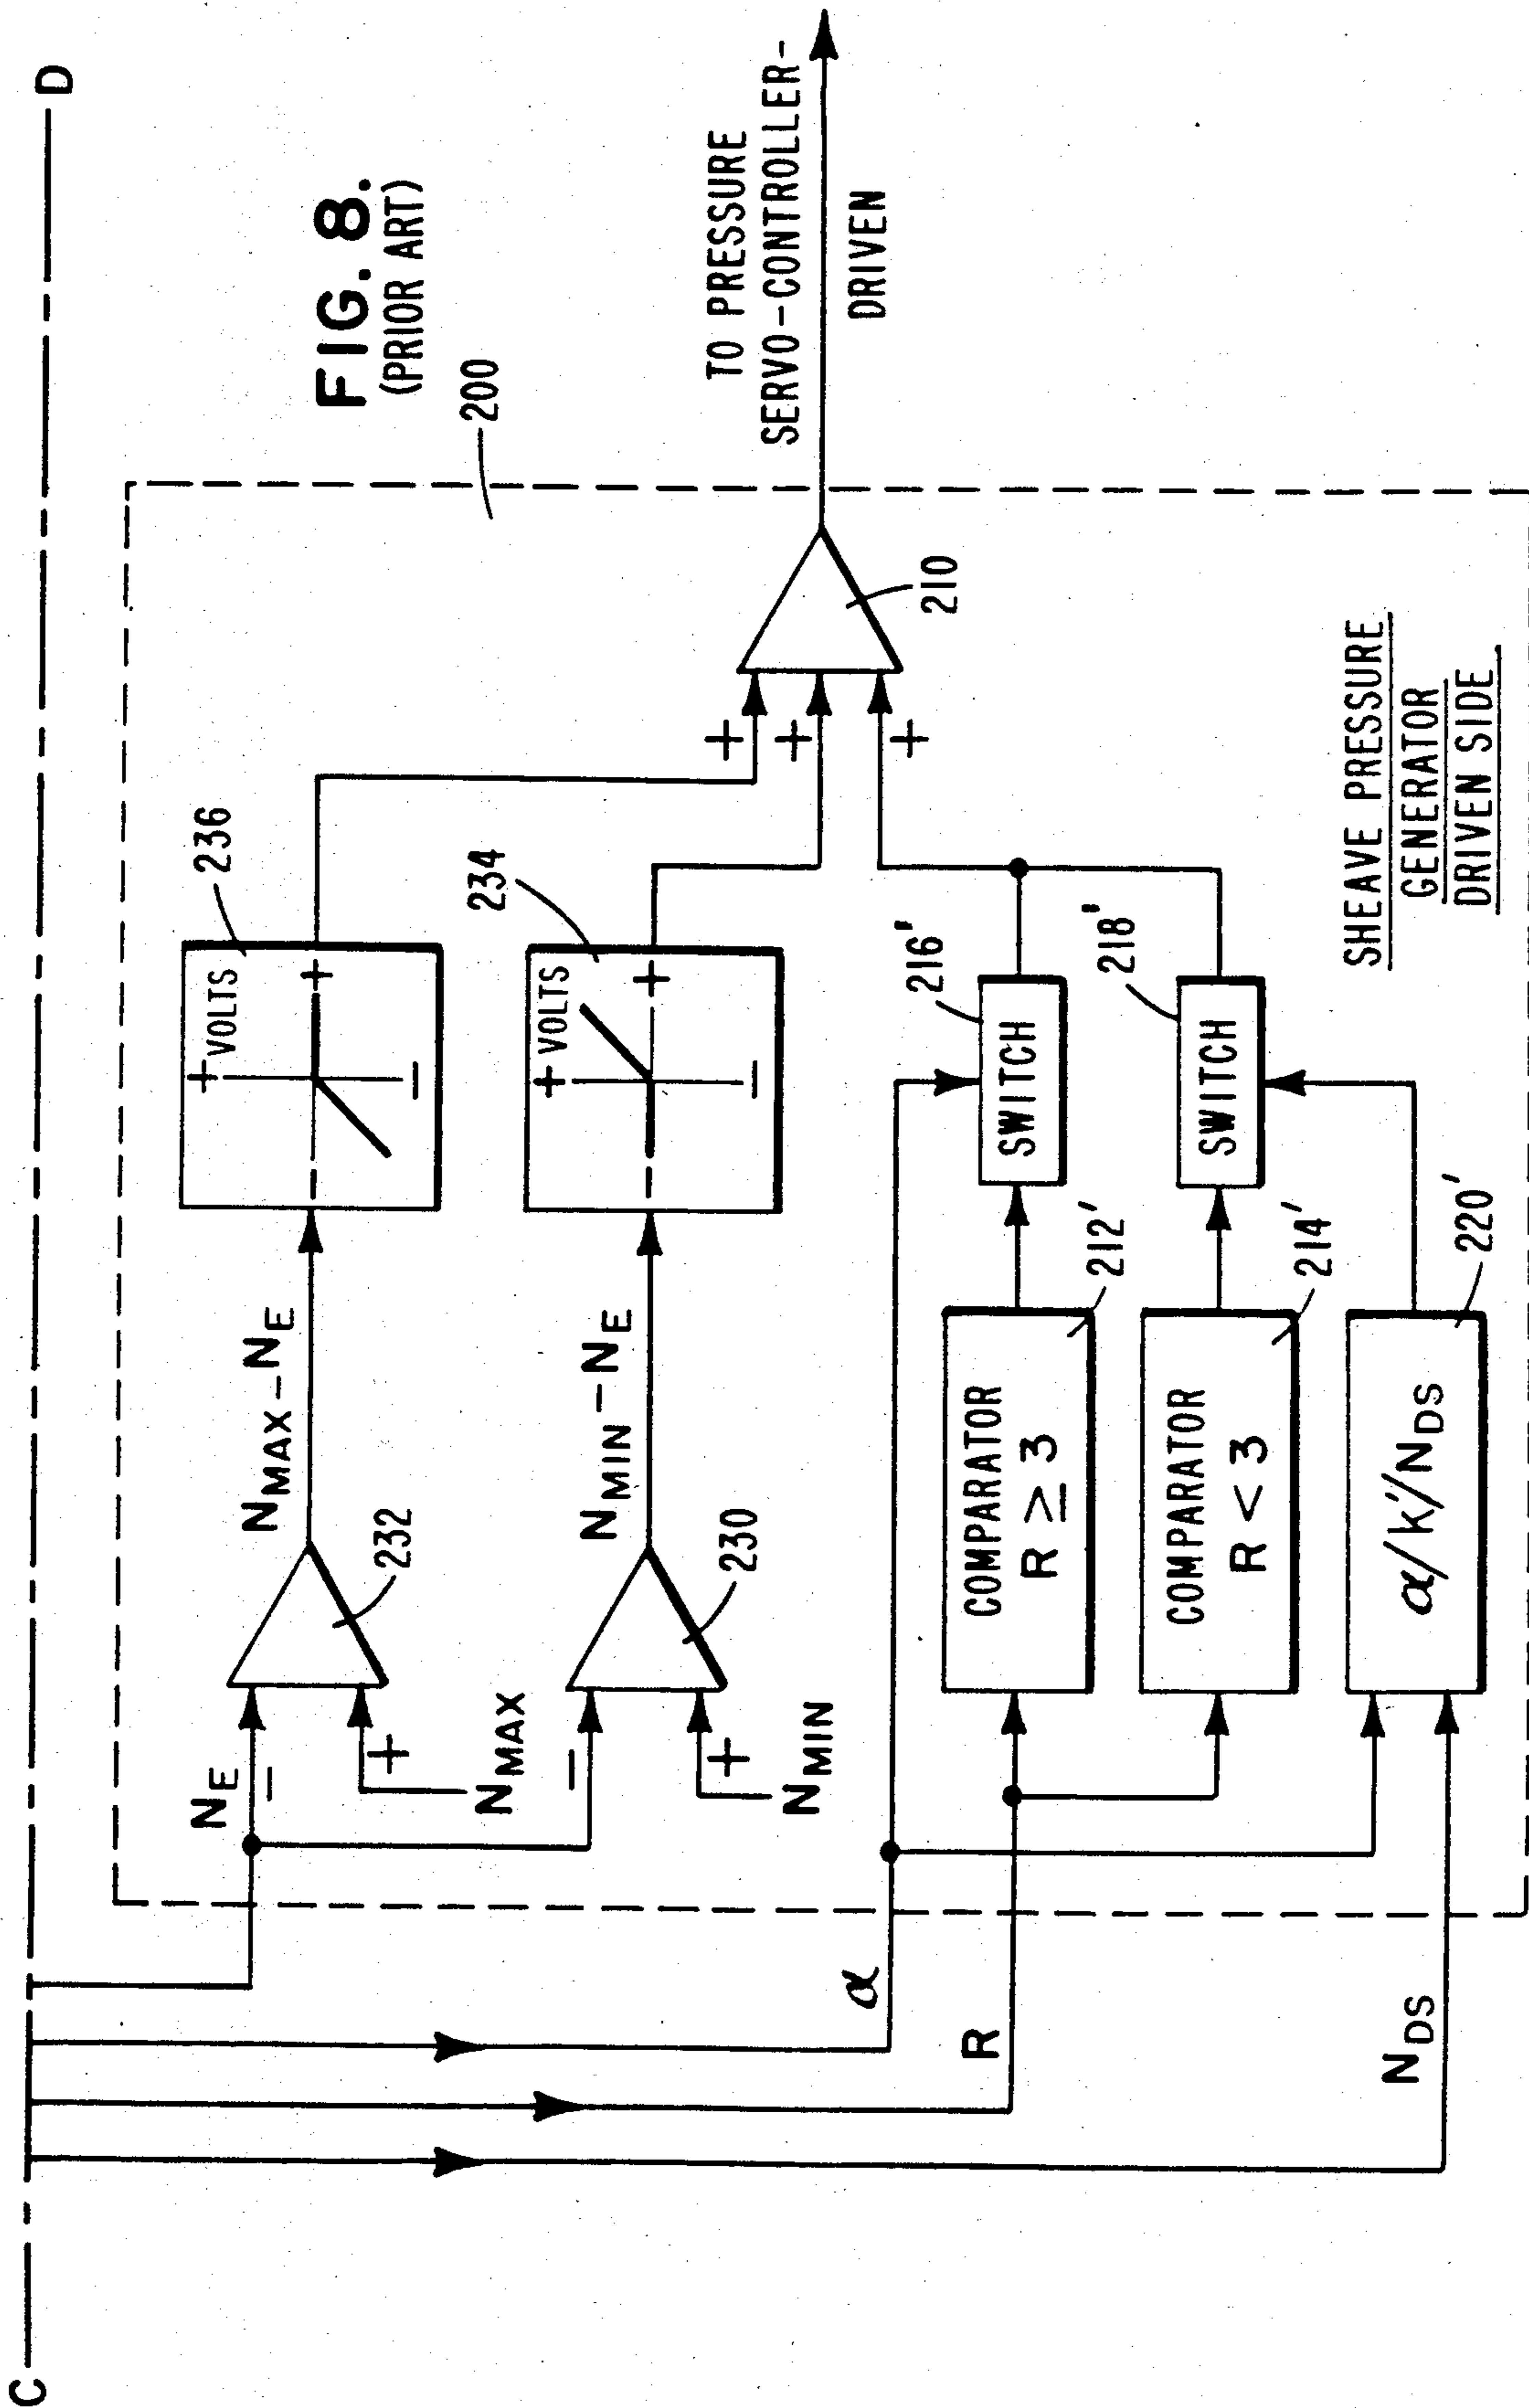 C
D
FIG. 8.
(PRIOR ART)
200
N_E
−
+
N_MAX
232
N_MAX−N_E
+ VOLTS
− +
−
236
−
+
N_MIN
230
N_MIN−N_E
+ VOLTS
− +
−
234
+
+
+
210
TO PRESSURE
SERVO-CONTROLLER-
DRIVEN
α
R
N_DS
COMPARATOR
R ≥ 3
212'
SWITCH
216'
COMPARATOR
R < 3
214'
SWITCH
218'
α/k'/N_DS
220'
SHEAVE PRESSURE
GENERATOR
DRIVEN SIDE